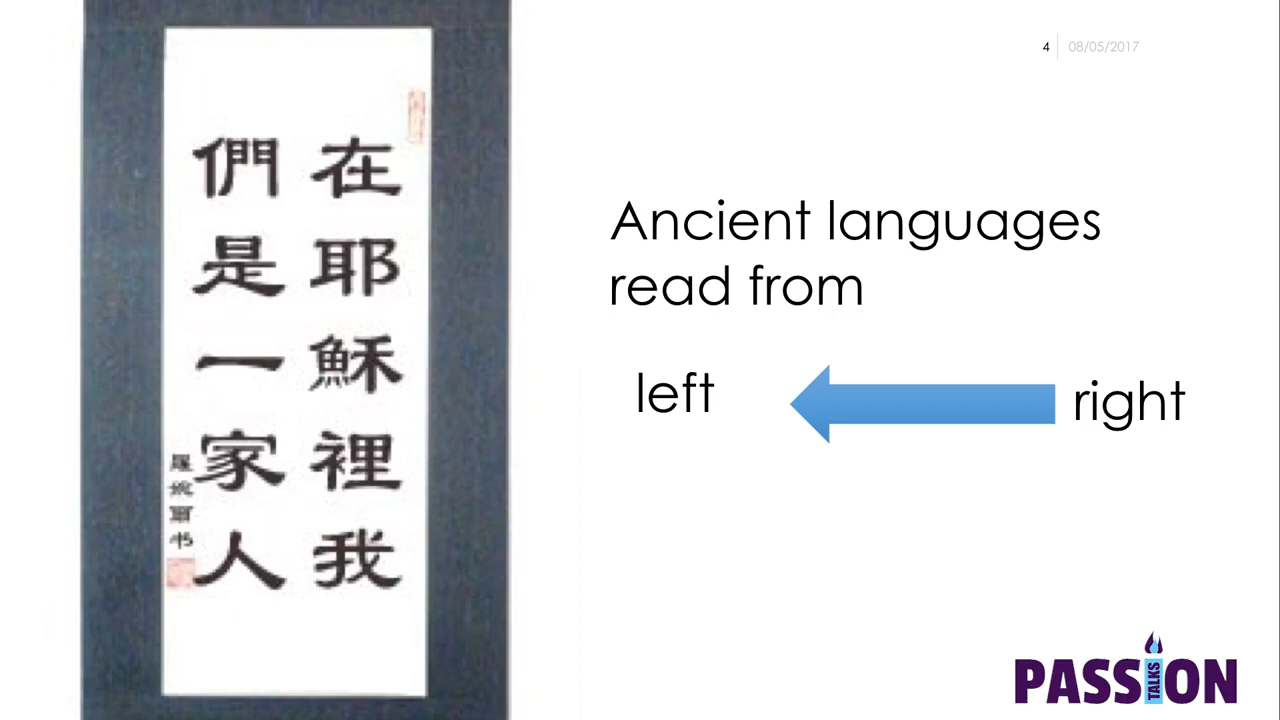 在耶穌裡我
們是一家人
4
08/05/2017
Ancient languages
read from
left
right
PASSION
TALKS